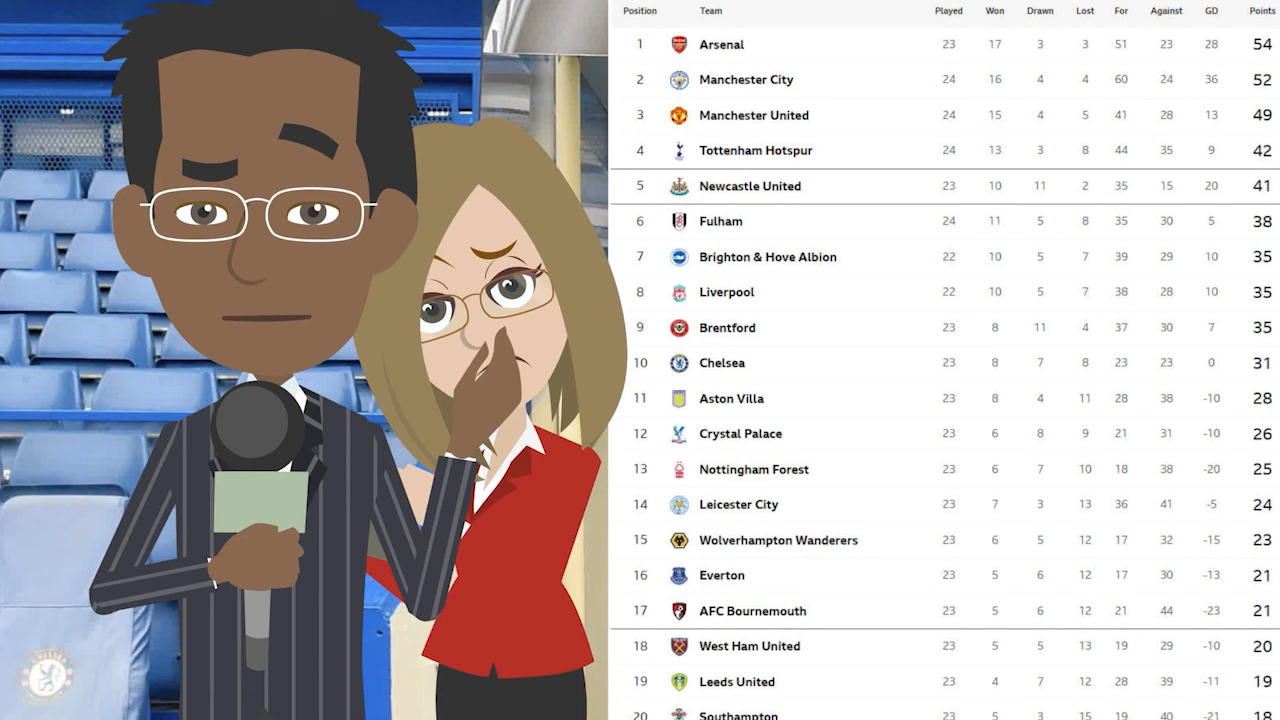 Position Team Played Won Drawn Lost For Against GD Points
1 Arsenal 23 17 3 3 51 23 28 54
2 Manchester City 24 16 4 4 60 24 36 52
3 Manchester United 24 15 4 5 41 28 13 49
4 Tottenham Hotspur 24 13 3 8 44 35 9 42
5 Newcastle United 23 10 11 2 35 15 20 41
6 Fulham 24 11 5 8 35 30 5 38
7 Brighton & Hove Albion 22 10 5 7 39 29 10 35
8 Liverpool 22 10 5 7 38 28 10 35
9 Brentford 23 8 11 4 37 30 7 35
10 Chelsea 23 8 7 8 23 23 0 31
11 Aston Villa 23 8 4 11 28 38 -10 28
12 Crystal Palace 23 6 8 9 21 31 -10 26
13 Nottingham Forest 23 6 7 10 18 38 -20 25
14 Leicester City 23 7 3 13 36 41 -5 24
15 Wolverhampton Wanderers 23 6 5 12 17 32 -15 23
16 Everton 23 5 6 12 17 30 -13 21
17 AFC Bournemouth 23 5 6 12 21 44 -23 21
18 West Ham United 23 5 5 13 19 29 -10 20
19 Leeds United 23 4 7 12 28 39 -11 19
20 Southampton 23 5 3 15 19 40 -21 18